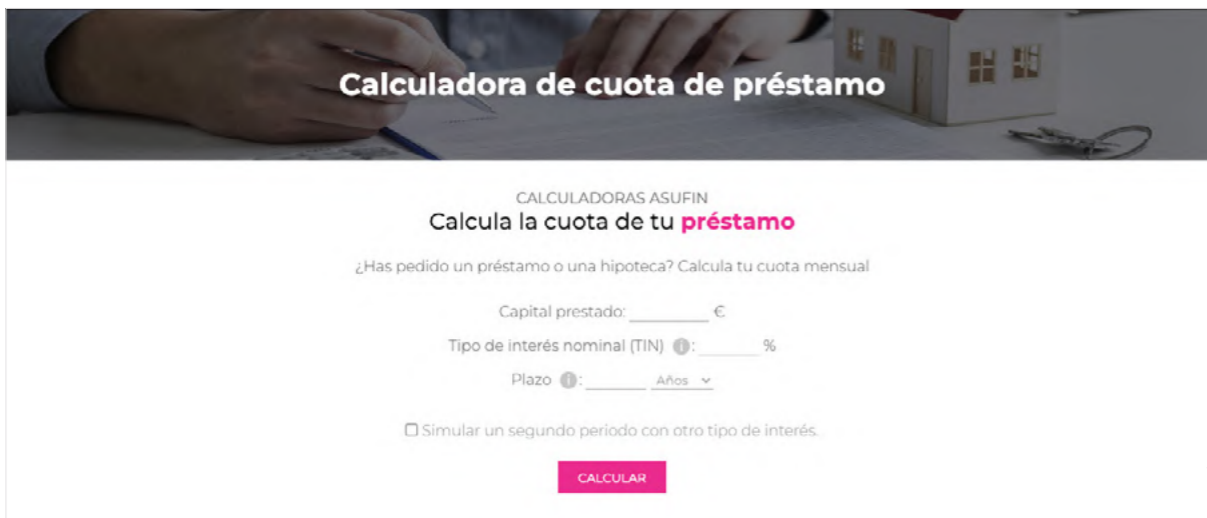 Calculadora de cuota de préstamo
CALCULADORAS ASUFIN
Calcula la cuota de tu préstamo
¿Has pedido un préstamo o una hipoteca? Calcula tu cuota mensual
Capital prestado: €
Tipo de interés nominal (TIN) i: %
Plazo i: Años
Simular un segundo periodo con otro tipo de interés.
CALCULAR